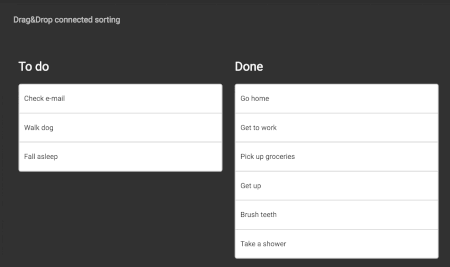 Drag&Drop connected sorting
To do
Check e-mail
Walk dog
Fall asleep
Done
Go home
Get to work
Pick up groceries
Get up
Brush teeth
Take a shower